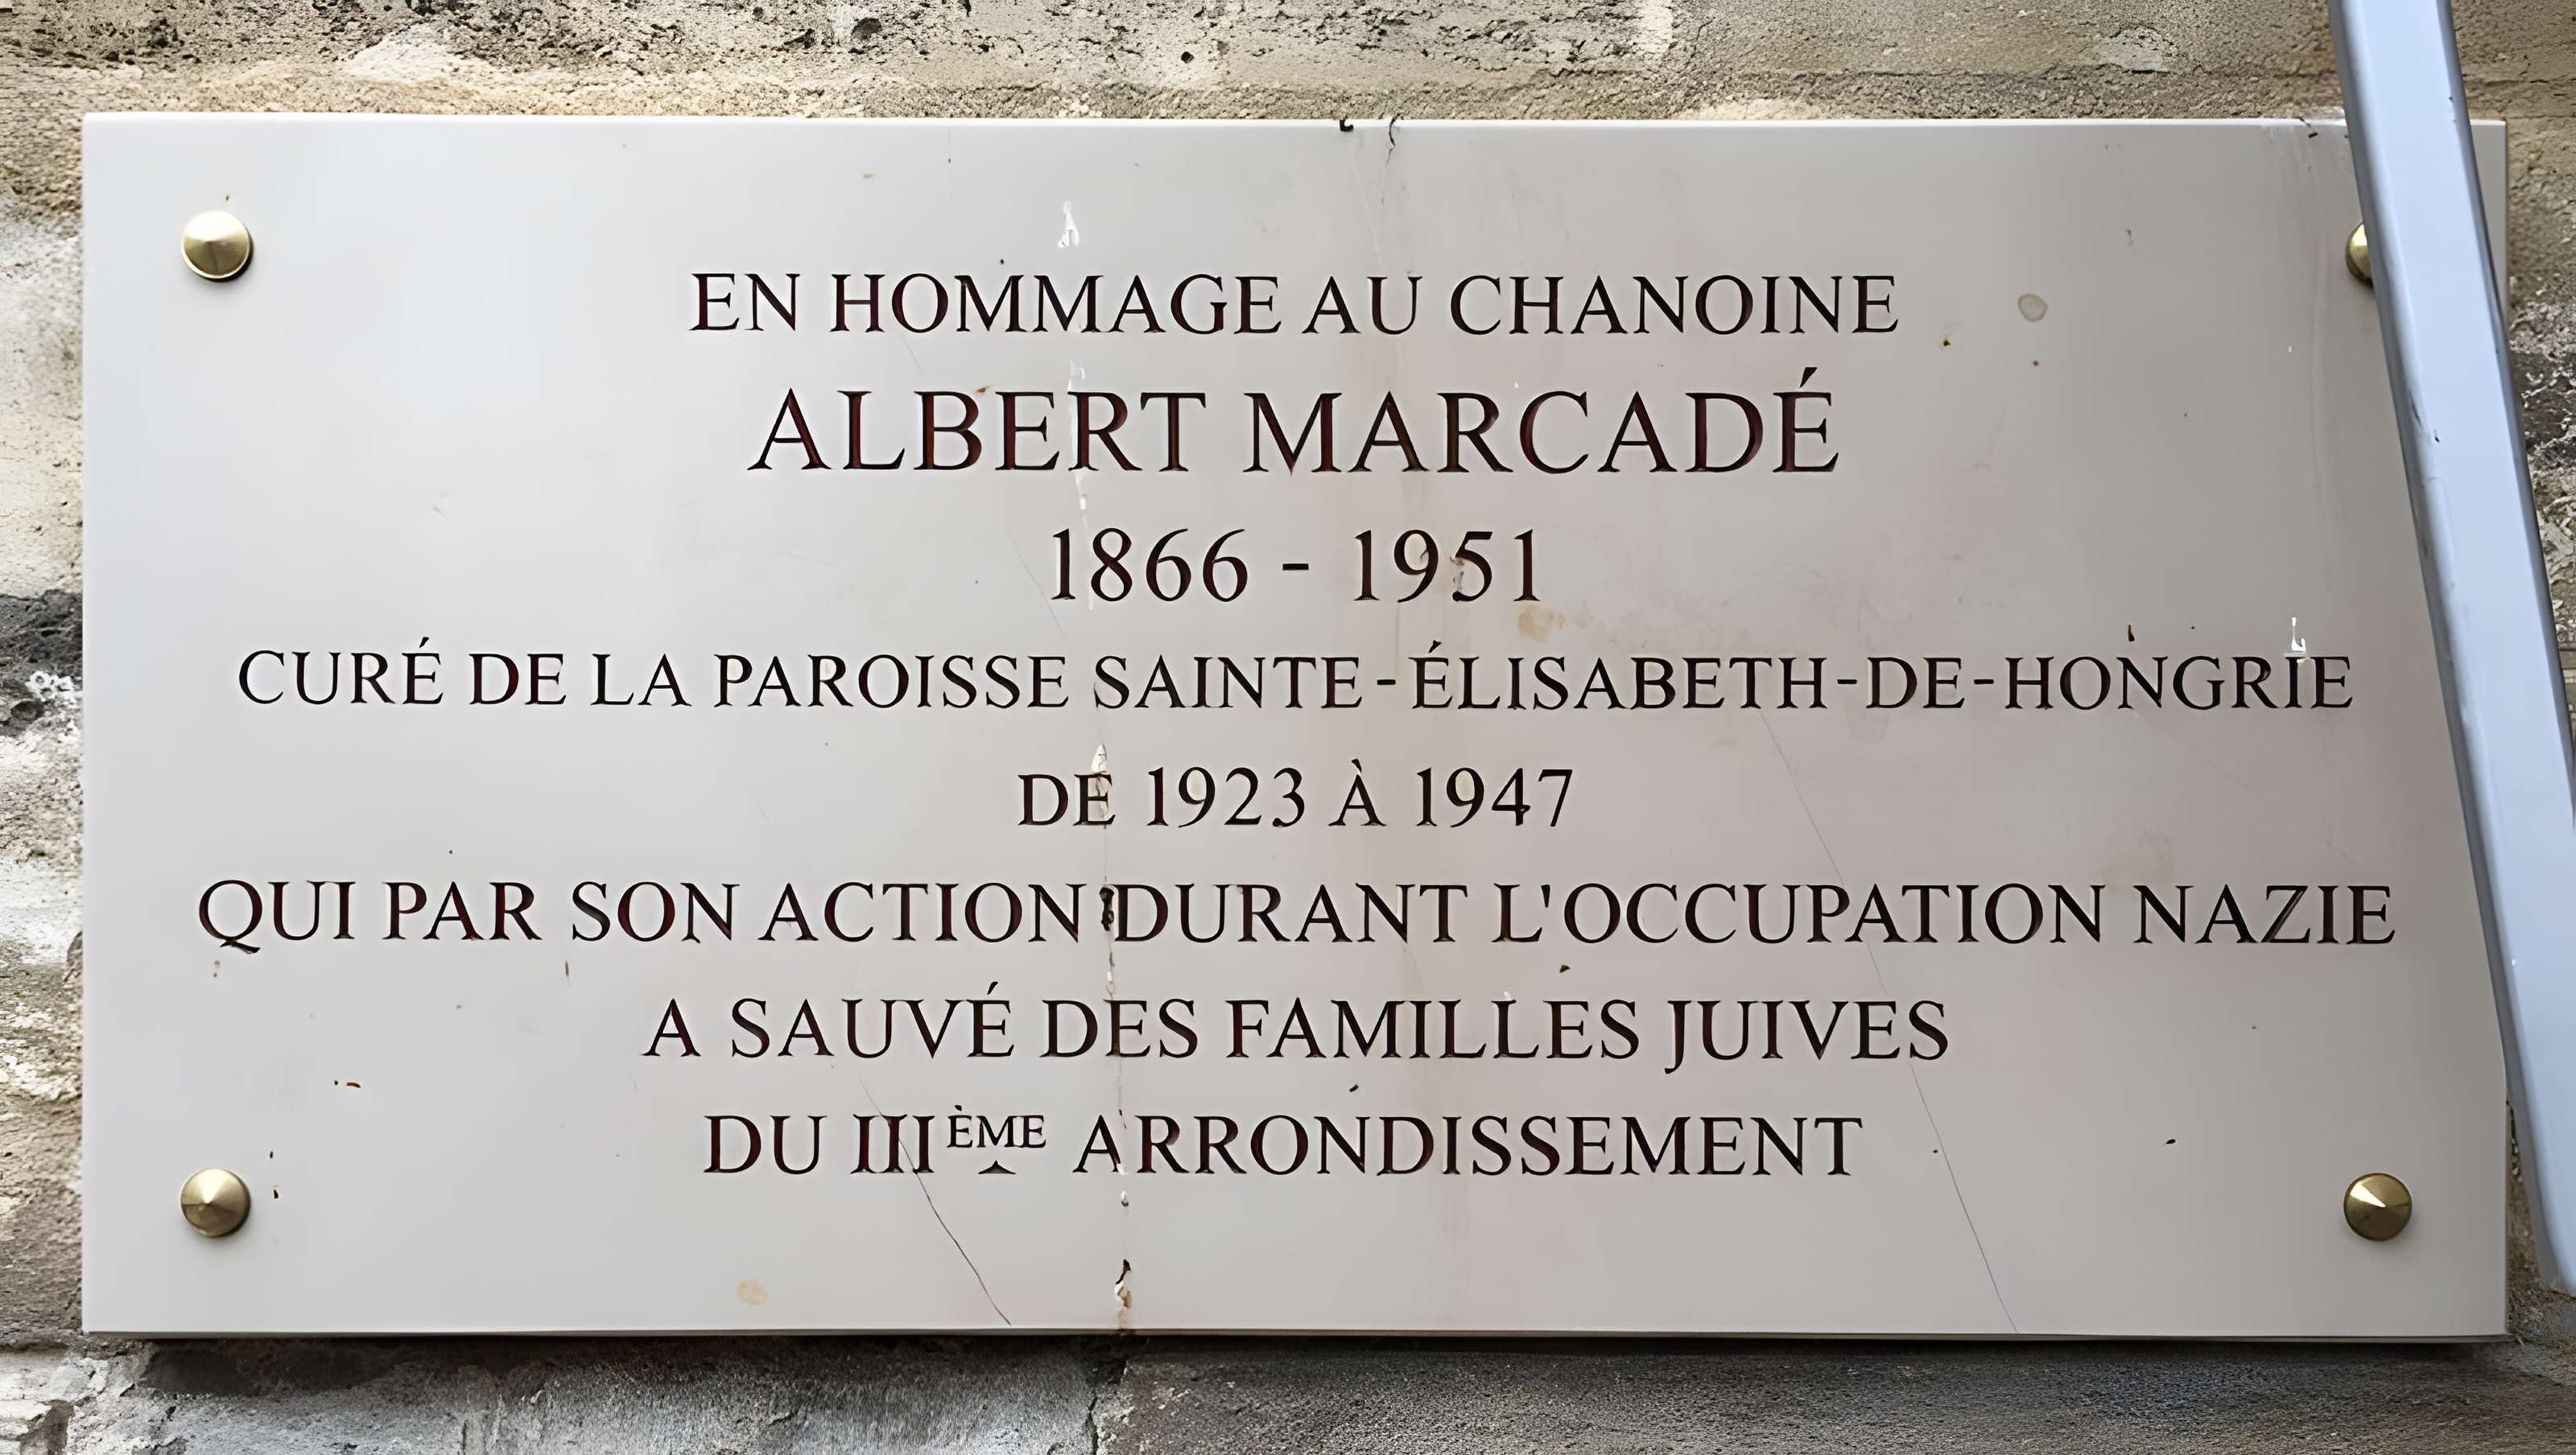 EN HOMMAGE AU CHANOINE
ALBERT MARCADÉ
1866 - 1951
CURÉ DE LA PAROISSE SAINTE-ÉLISABETH-DE-HONGRIE
DE 1923 À 1947
QUI PAR SON ACTION DURANT L'OCCUPATION NAZIE
A SAUVÉ DES FAMILLES JUIVES
DU IIIÈME ARRONDISSEMENT